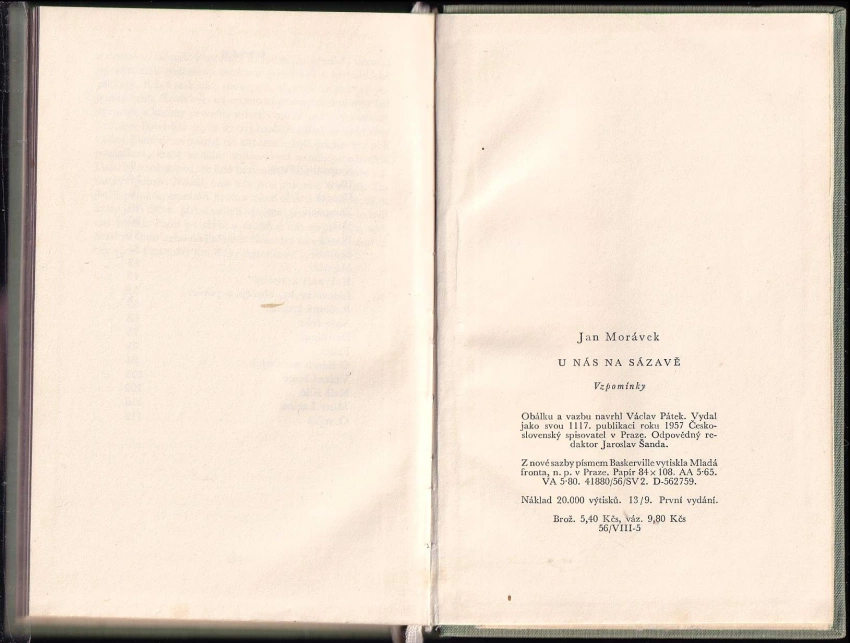 Jan Morávek
U NÁS NA SÁZAVĚ
Vzpomínky
Obálku a vazbu navrhl Václav Pátek. Vydal
jako svou 1117. publikaci roku 1957 Česko-
slovenský spisovatel v Praze. Odpovědný re-
daktor Jaroslav Šanda.
Z nové sazby písmem Baskerville vytiskla Mladá
fronta, n. p. v Praze. Papír 84 × 108. AA 5·65.
VA 5·80. 41880/56/SV2. D-562759.
Náklad 20.000 výtisků. 13/9. První vydání.
Brož. 5,40 Kčs, váz. 9,80 Kčs
56/VIII-5